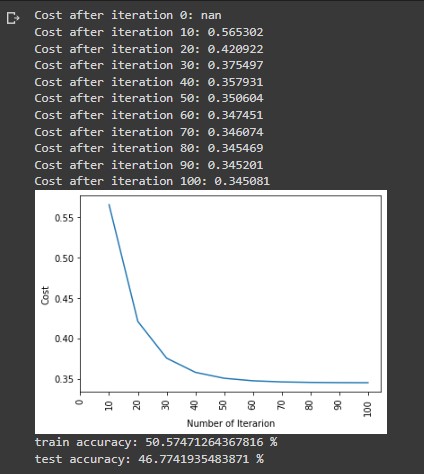 Cost after iteration 0: nan
Cost after iteration 10: 0.565302
Cost after iteration 20: 0.420922
Cost after iteration 30: 0.375497
Cost after iteration 40: 0.357931
Cost after iteration 50: 0.350604
Cost after iteration 60: 0.347451
Cost after iteration 70: 0.346074
Cost after iteration 80: 0.345469
Cost after iteration 90: 0.345201
Cost after iteration 100: 0.345081
0.55
0.50
0.45
0.40
0.35
Cost
0 10 20 30 40 50 60 70 80 90 100
Number of Iterarion
train accuracy: 50.57471264367816 %
test accuracy: 46.7741935483871 %